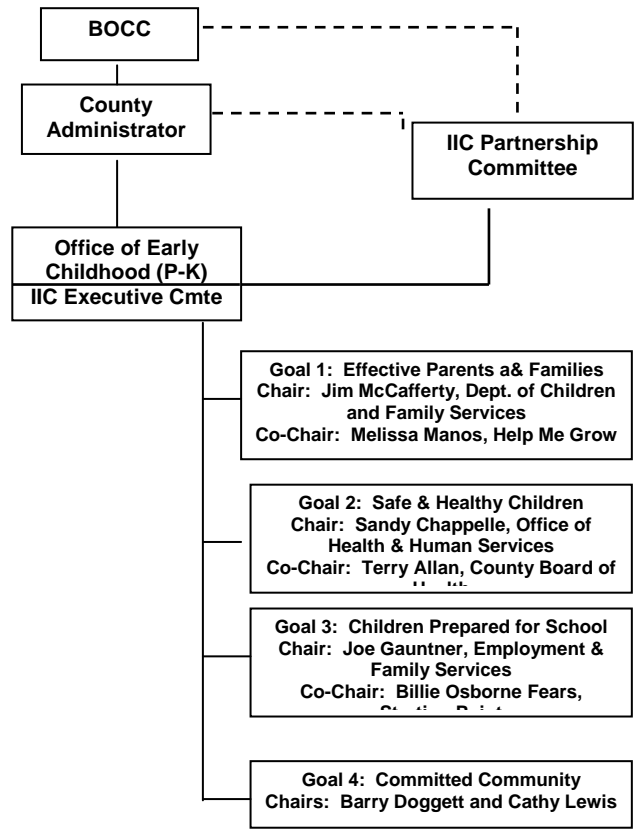 BOCC
County
Administrator
IIC Partnership
Committee
Office of Early
Childhood (P-K)
IIC Executive Cmte
Goal 1: Effective Parents a& Families
Chair: Jim McCafferty, Dept. of Children
and Family Services
Co-Chair: Melissa Manos, Help Me Grow
Goal 2: Safe & Healthy Children
Chair: Sandy Chappelle, Office of
Health & Human Services
Co-Chair: Terry Allan, County Board of
Goal 3: Children Prepared for School
Chair: Joe Gauntner, Employment &
Family Services
Co-Chair: Billie Osborne Fears,
Goal 4: Committed Community
Chairs: Barry Doggett and Cathy Lewis